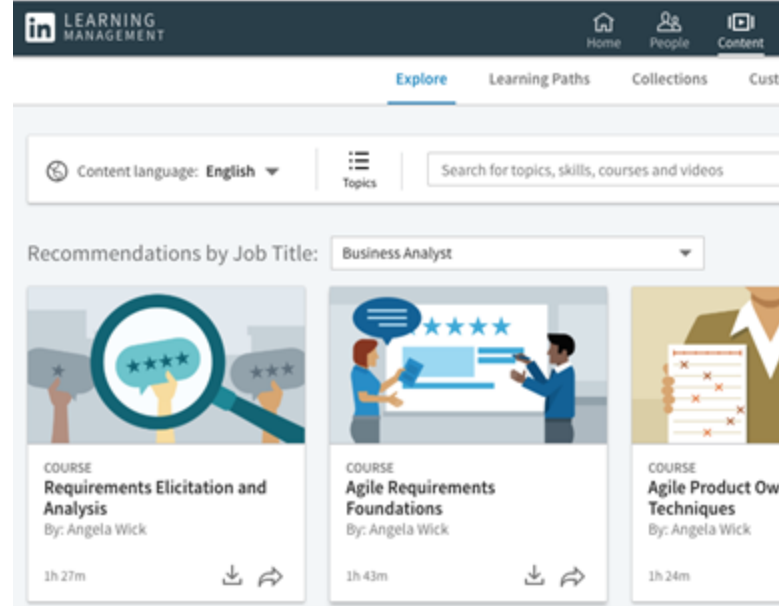 in LEARNING
MANAGEMENT
Home
People
Content
Explore
Learning Paths
Collections
Cust
Content language: English
Topics
Search for topics, skills, courses and videos
Recommendations by Job Title:
Business Analyst
COURSE
Requirements Elicitation and
Analysis
By: Angela Wick
1h 27m
COURSE
Agile Requirements
Foundations
By: Angela Wick
1h 43m
COURSE
Agile Product Ow
Techniques
By: Angela Wick
1h 24m